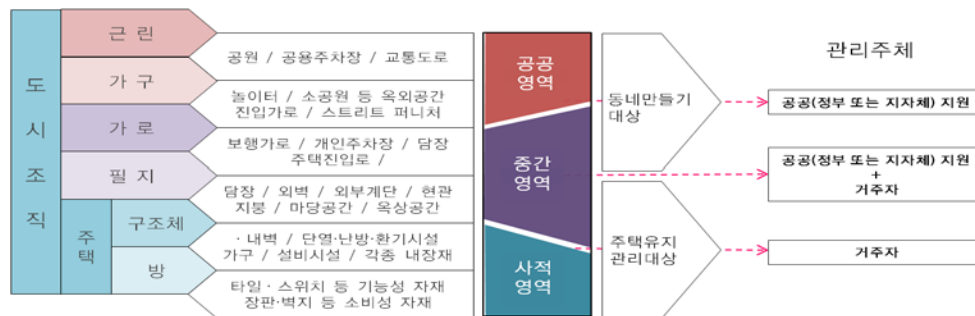 도시조직
근린
가구
가로
필지
주택
구조체
방
공원 / 공용주차장 / 교통도로
놀이터 / 소공원 등 옥외공간
진입가로 / 스트리트 퍼니처
보행가로 / 개인주차장 / 담장
주택진입로 /
담장 / 외벽 / 외부계단 / 현관
지붕 / 마당공간 / 옥상공간
· 내벽 / 단열·난방·환기시설
가구 / 설비시설 / 각종 내장재
타일· 스위치 등 기능성 자재
장판·벽지 등 소비성 자재
공공
영역
중간
영역
사적
영역
동네만들기
대상
주택유지
관리대상
관리주체
공공(정부 또는 지자체) 지원
공공(정부 또는 지자체) 지원
+
거주자
거주자